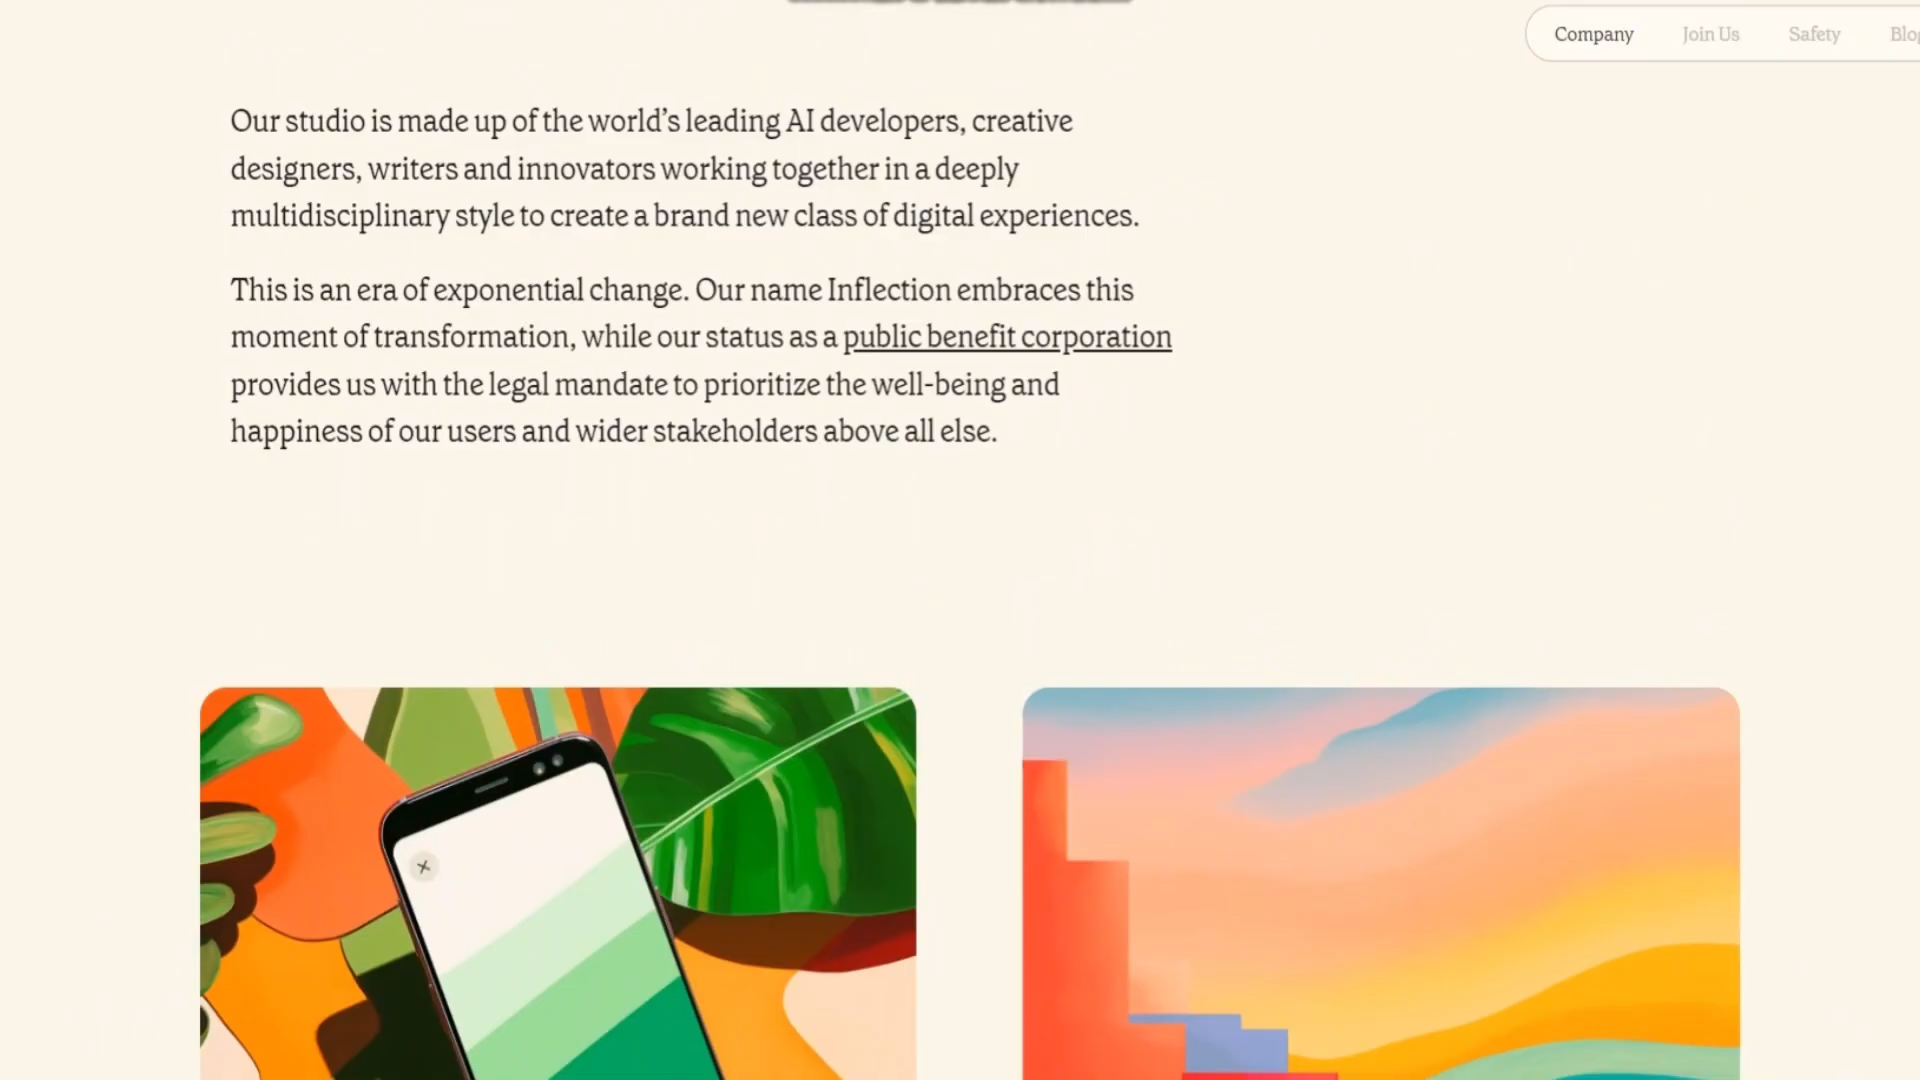 Company Join Us Safety
Our studio is made up of the world’s leading AI developers, creative
designers, writers and innovators working together in a deeply
multidisciplinary style to create a brand new class of digital experiences.
This is an era of exponential change. Our name Inflection embraces this
moment of transformation, while our status as a public benefit corporation
provides us with the legal mandate to prioritize the well-being and
happiness of our users and wider stakeholders above all else.